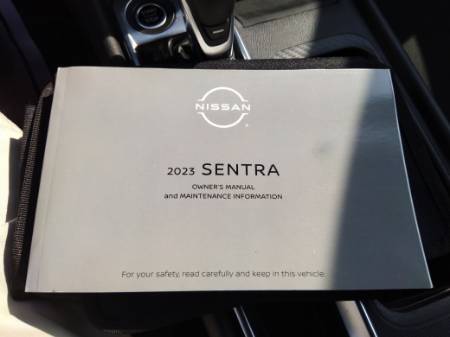 NISSAN
2023 SENTRA
OWNER'S MANUAL
and MAINTENANCE INFORMATION
For your safety, read carefully and keep in this vehicle.